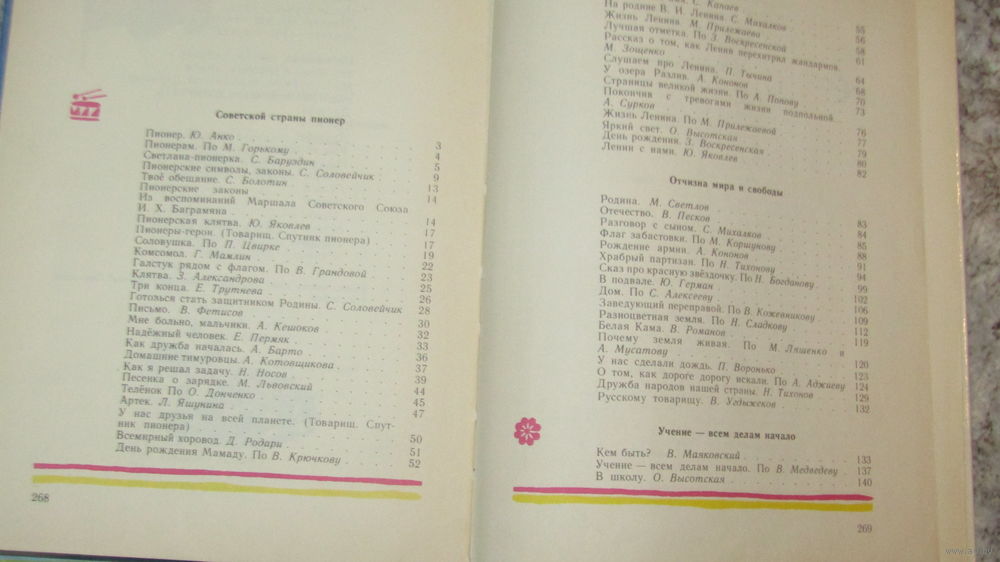 Советской страны пионер
Пионер. Ю. Анко . 3
Пионерам. По М. Горькому . 4
Светлана-пионерка. С. Баруздин . 5
Пионерские символы, законы. С. Соловейчик . 9
Твоё обещание. С. Болотин . 13
Пионерские законы . 14
Из воспоминаний Маршала Советского Союза
И. Х. Баграмяна . 14
Пионерская клятва. Ю. Яковлев . 17
Пионеры-герои. (Товарищ. Спутник пионера) . 17
Соловушка. По П. Цвирке . 19
Комсомол. Г. Мамлин . 22
Галстук рядом с флагом. По В. Грандовой . 23
Клятва. З. Александрова . 25
Три конца. Е. Трутнева . 26
Готозься стать защитником Родины. С. Соловейчик 28
Письмо. В. Фетисов . 30
Мне больно, мальчики. А. Кешоков . 32
Надёжный человек. Е. Пермяк . 33
Как дружба началась. А. Барто . 36
Домашние тимуровцы. А. Котовщикова . 37
Как я решал задачу. Н. Носов . 39
Песенка о зарядке. М. Львовский . 44
Телёнок По О. Донченко . 45
Артек. Л. Яшунина . 47
У нас друзья на всей планете. (Товарищ. Спут-
ник пионера) . 50
Всемирный хоровод. Д. Родари . 51
День рождения Мамаду. По В. Крючкову . 52
268
С. Капаев
На родине В. И. Ленина. С. Михалков . 55
Жизнь Ленина. М. Прилежаева . 56
Лучшая отметка. По З. Воскресенской . 58
Рассказ о том, как Ленин перехитрил жандармов. 61
М. Зощенко
Слушаем про Ленина. П. Тычина . 64
У озера Разлив. А. Кононов . 68
Страницы великой жизни. По А. Попову . 70
Покончив с тревогами жизни подпольной. 73
А. Сурков
Жизнь Ленина. По М. Прилежаевой . 76
Яркий свет. О. Высотская . 77
День рождения. З. Воскресенская . 79
Ленин с нами. Ю. Яковлев . 80
82
Отчизна мира и свободы
Родина. М. Светлов . 83
Отечество. В. Песков . 84
Разговор с сыном. С. Михалков . 85
Флаг забастовки. По М. Коршунову . 88
Рождение армии. А. Кононов . 91
Храбрый партизан. По Н. Тихонову . 94
Сказ про красную звёздочку. По Н. Богданову . 99
В подвале. Ю. Герман . 102
Дом. По С. Алексееву . 106
Заведующий переправой. По В. Кожевникову . 109
Разноцветная земля. По Н. Сладкову . 112
Белая Кама. В. Романов . 119
Почему земля живая. По М. Ляшенко и
А. Мусатову . 120
У нас сделали дождь. П. Воронько . 123
О том, как дороге дорогу искали. По А. Аджиеву 124
Дружба народов нашей страны. Н. Тихонов . 129
Русскому товарищу. В. Угдыжеков . 132
Учение — всем делам начало
Кем быть? В. Маяковский . 133
Учение — всем делам начало. По В. Медведеву . 137
В школу. О. Высотская . 140
269